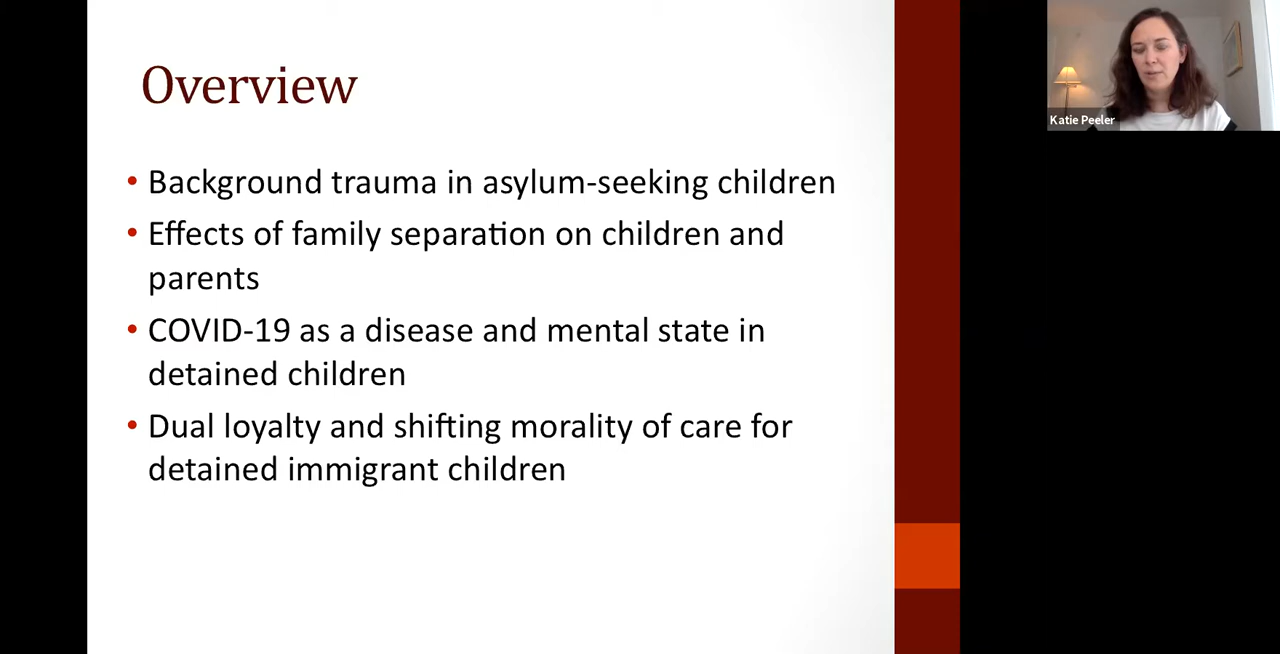 Overview
• Background trauma in asylum-seeking children
• Effects of family separation on children and
parents
• COVID-19 as a disease and mental state in
detained children
• Dual loyalty and shifting morality of care for
detained immigrant children
Katie Peeler